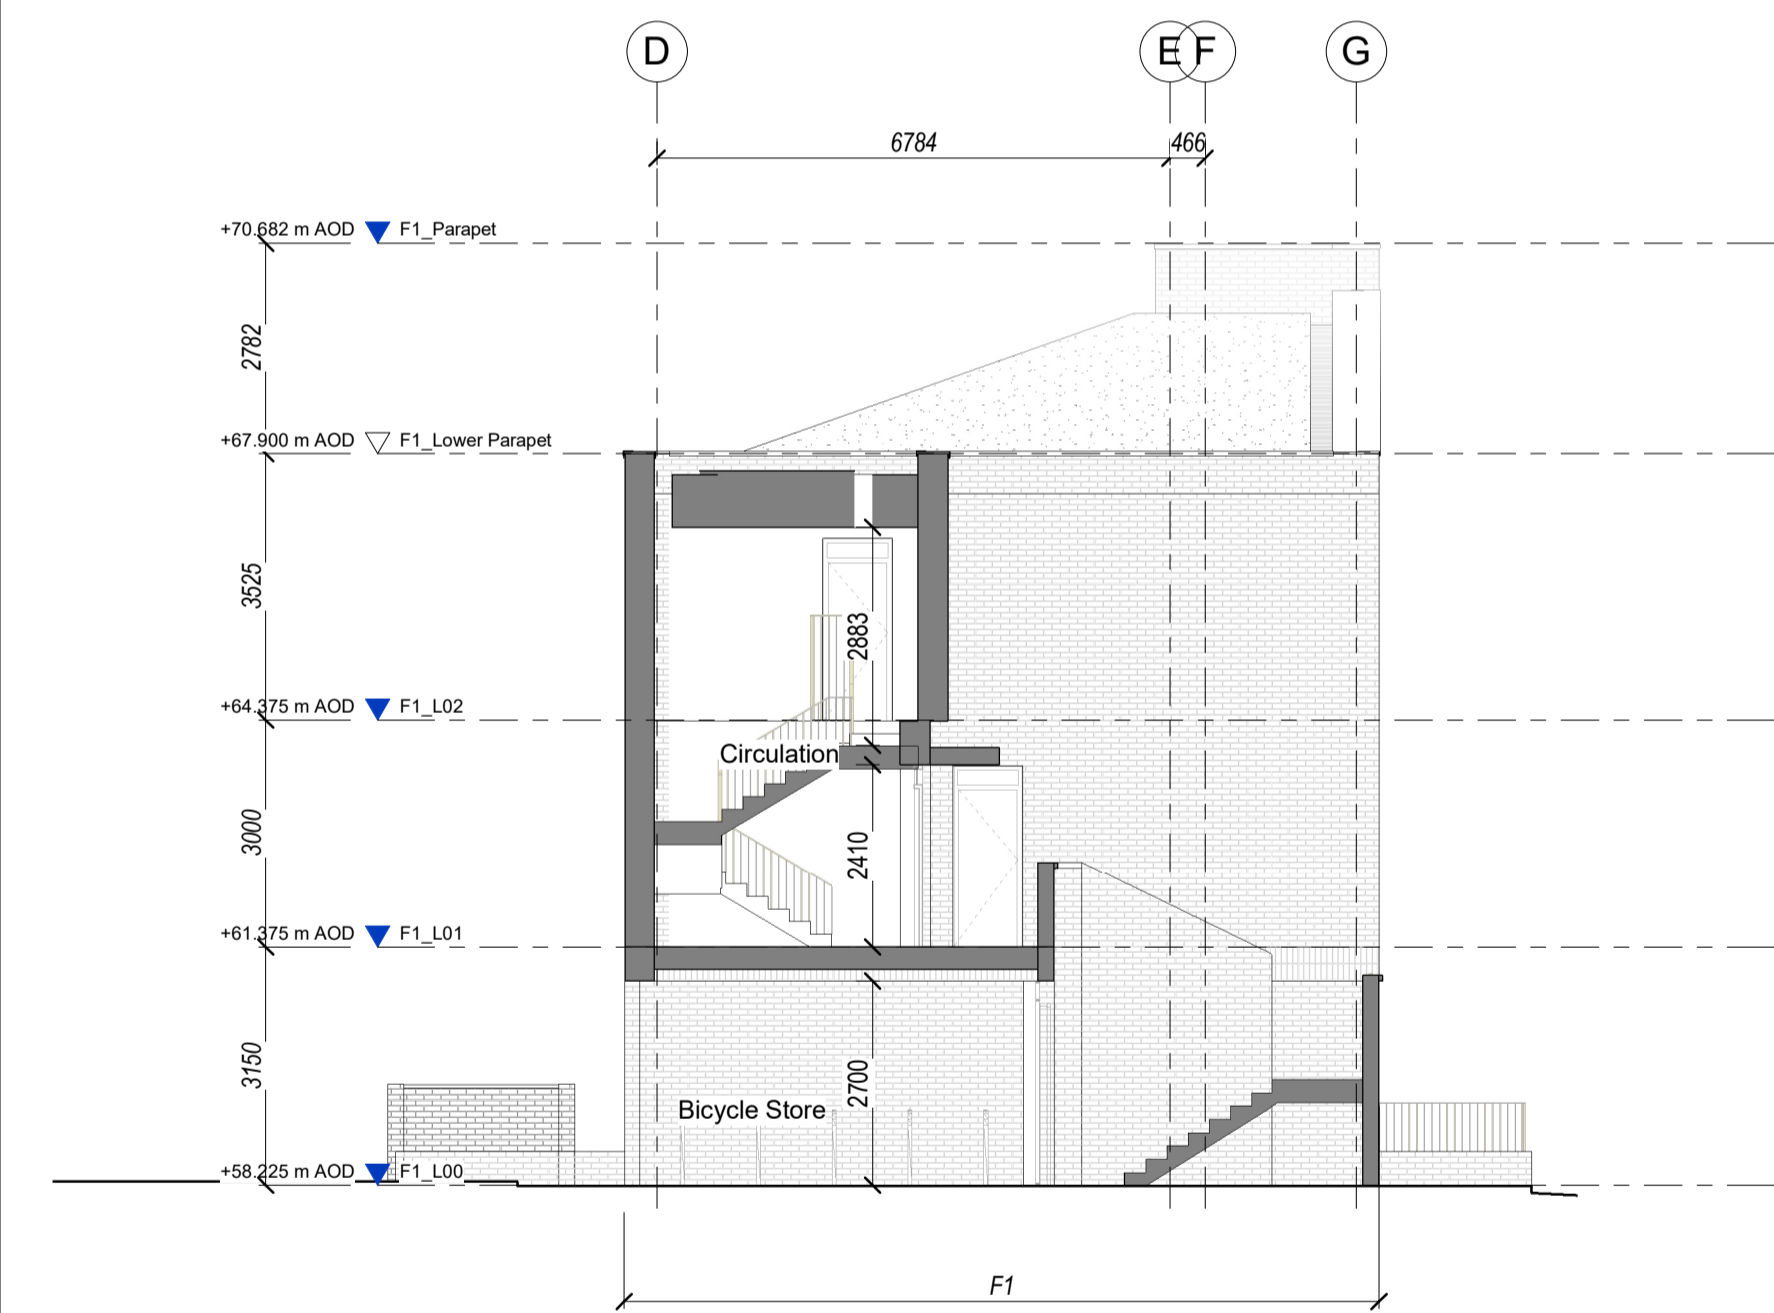 D
E
F
G
6784
466
+70.682 m AOD F1_Parapet
2782
+67.900 m AOD F1_Lower Parapet
3525
2883
+64.375 m AOD F1_L02
Circulation
3000
2410
+61.375 m AOD F1_L01
3150
2700
Bicycle Store
+58.225 m AOD F1_L00
F1